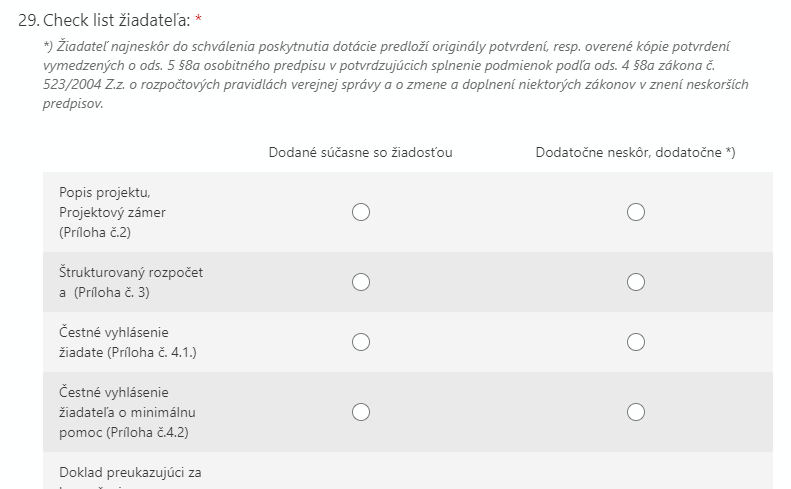 29. Check list žiadateľa: *
*) Žiadateľ najneskôr do schválenia poskytnutia dotácie predloží originály potvrdení, resp. overené kópie potvrdení
vymedzených o ods. 5 §8a osobitného predpisu v potvrdzujúcich splnenie podmienok podľa ods. 4 §8a zákona č.
523/2004 Z.z. o rozpočtových pravidlách verejnej správy a o zmene a doplnení niektorých zákonov v znení neskorších
predpisov.
Dodané súčasne so žiadosťou
Dodatočne neskôr, dodatočne *)
Popis projektu,
Projektový zámer
(Príloha č.2)
Štrukturovaný rozpočet
a (Príloha č. 3)
Čestné vyhlásenie
žiadate (Príloha č. 4.1.)
Čestné vyhlásenie
žiadateľa o minimálnu
pomoc (Príloha č.4.2)
Doklad preukazujúci za